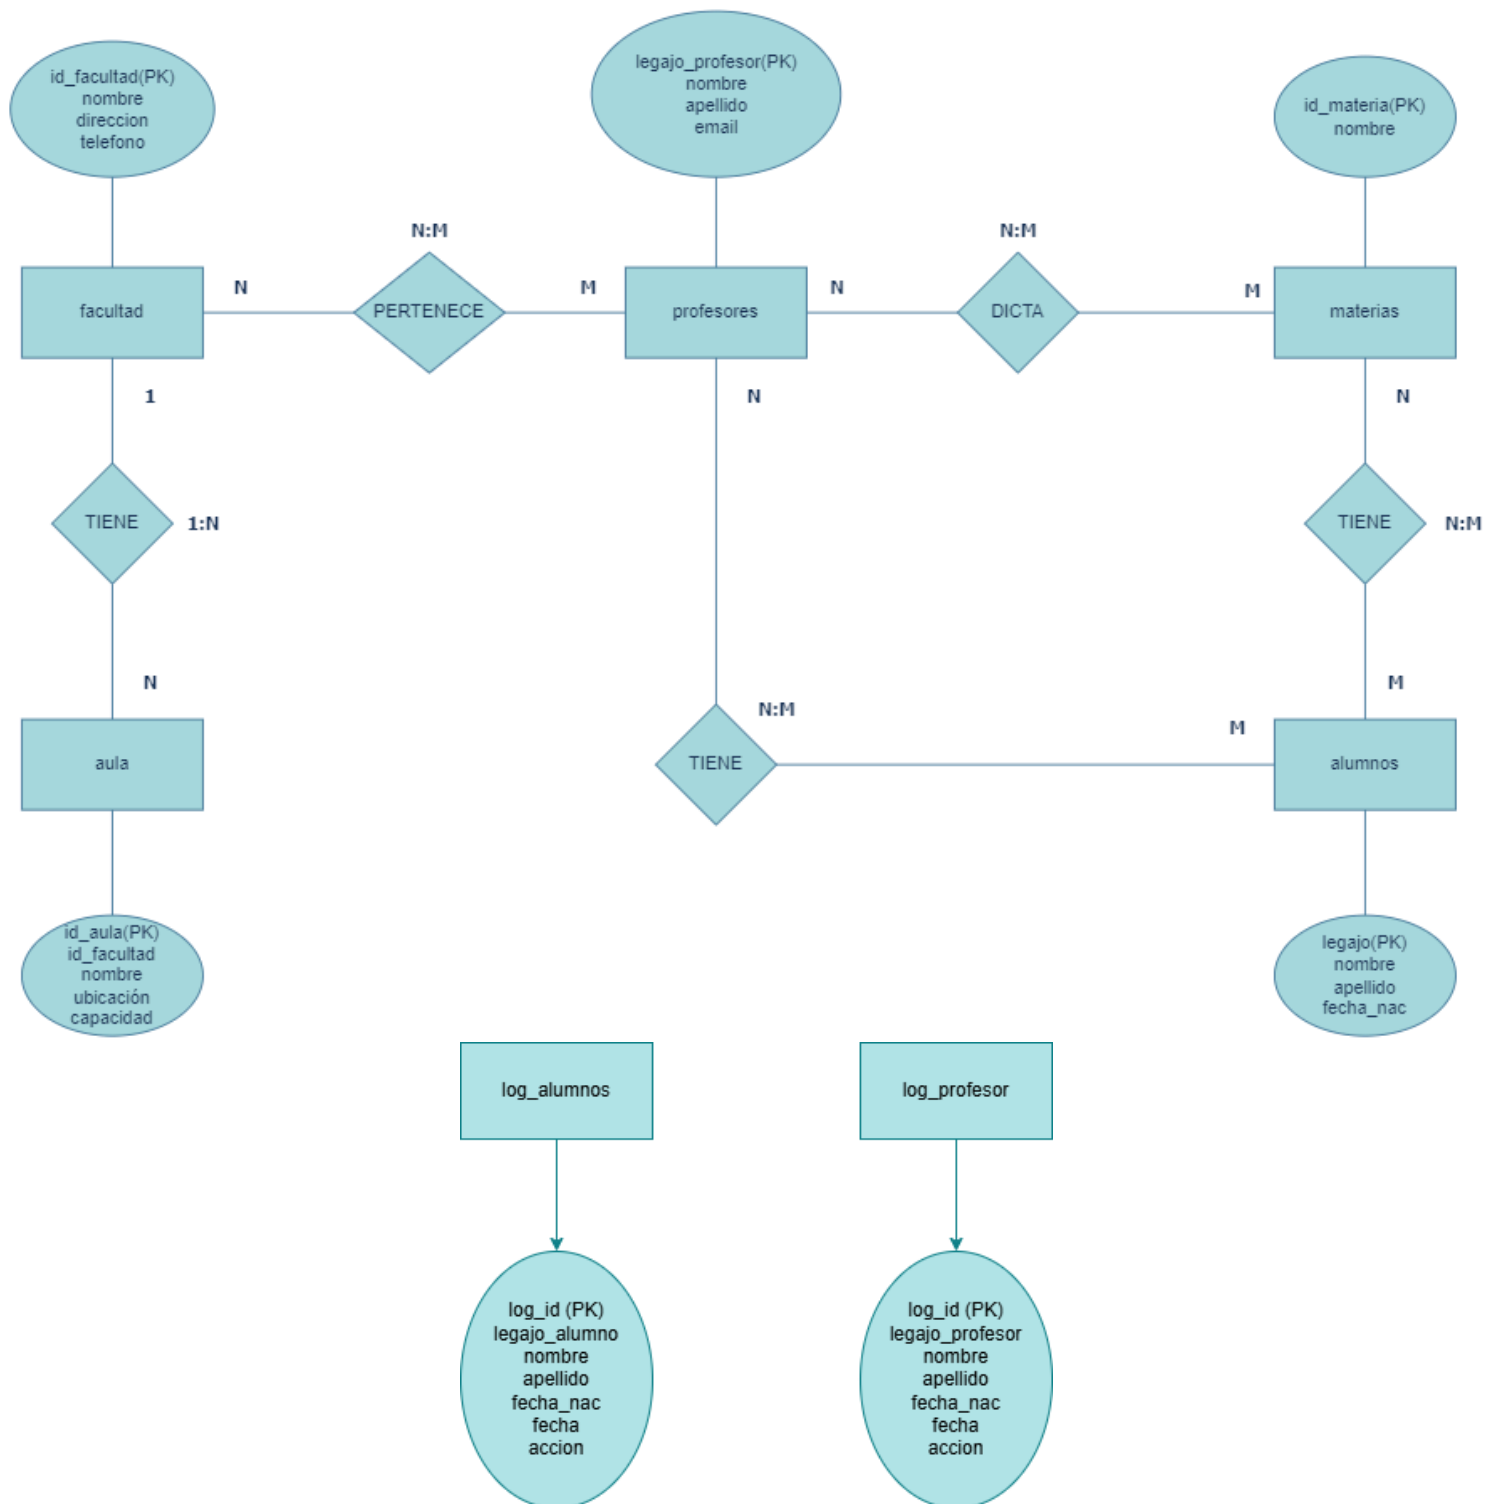 id_facultad(PK)
nombre
direccion
telefono
legajo_profesor(PK)
nombre
apellido
email
id_materia(PK)
nombre
N:M
N:M
facultad
N
PERTENECE
M
profesores
N
DICTA
M
materias
1
N
N
TIENE
1:N
TIENE
N:M
N
M
N:M
M
aula
TIENE
alumnos
id_aula(PK)
id_facultad
nombre
ubicación
capacidad
legajo(PK)
nombre
apellido
fecha_nac
log_alumnos
log_profesor
log_id (PK)
legajo_alumno
nombre
apellido
fecha_nac
fecha
accion
log_id (PK)
legajo_profesor
nombre
apellido
fecha_nac
fecha
accion